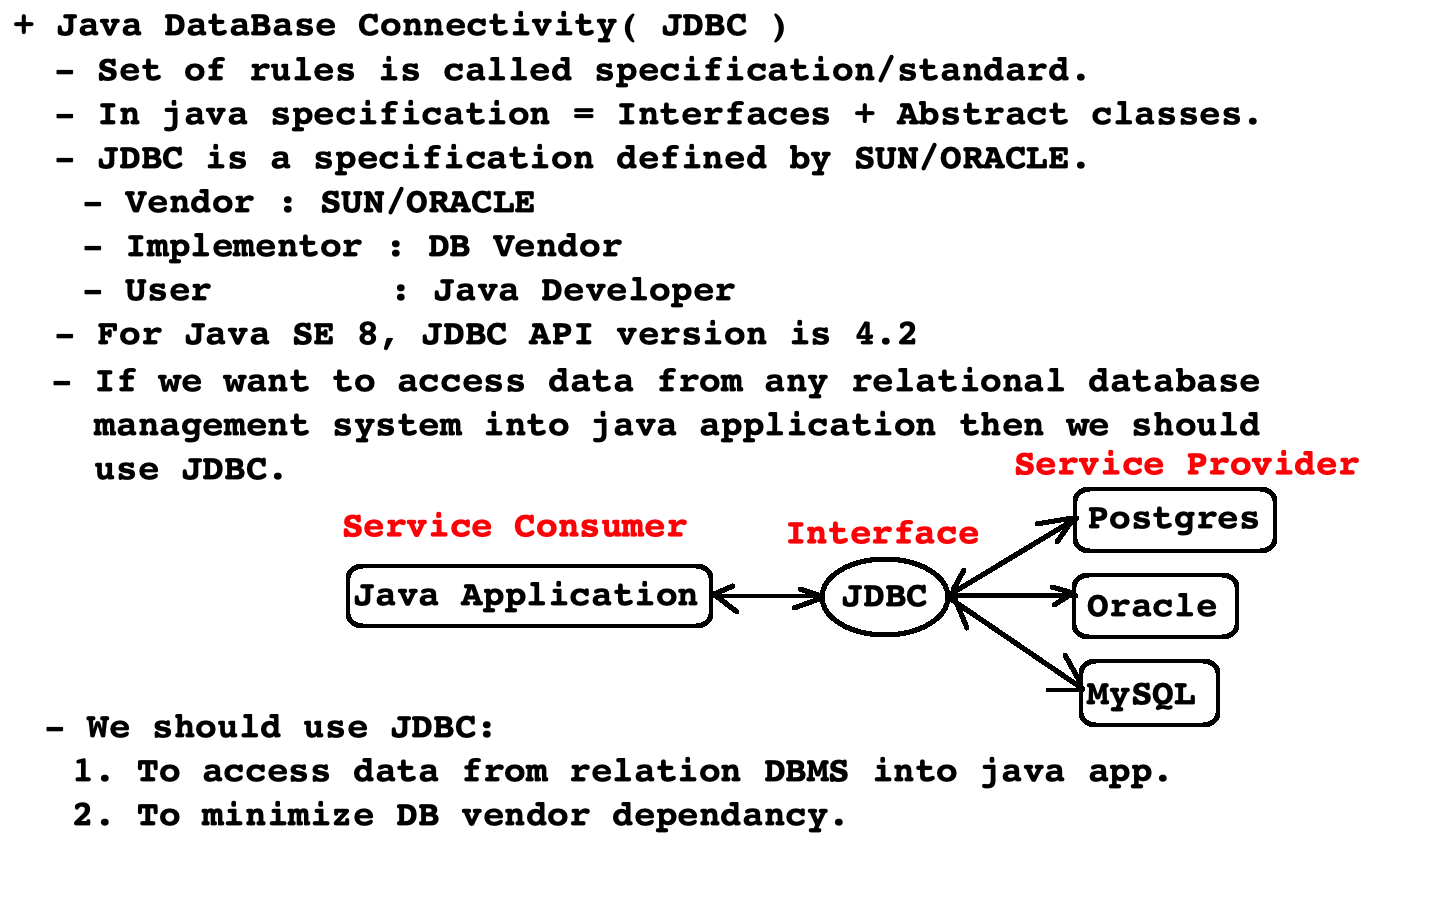 + Java DataBase Connectivity( JDBC )
- Set of rules is called specification/standard.
- In java specification = Interfaces + Abstract classes.
- JDBC is a specification defined by SUN/ORACLE.
- Vendor : SUN/ORACLE
- Implementor : DB Vendor
- User : Java Developer
- For Java SE 8, JDBC API version is 4.2
- If we want to access data from any relational database
management system into java application then we should
use JDBC.
Service Provider
Service Consumer
Interface
Postgres
Java Application
JDBC
Oracle
MySQL
- We should use JDBC:
1. To access data from relation DBMS into java app.
2. To minimize DB vendor dependancy.